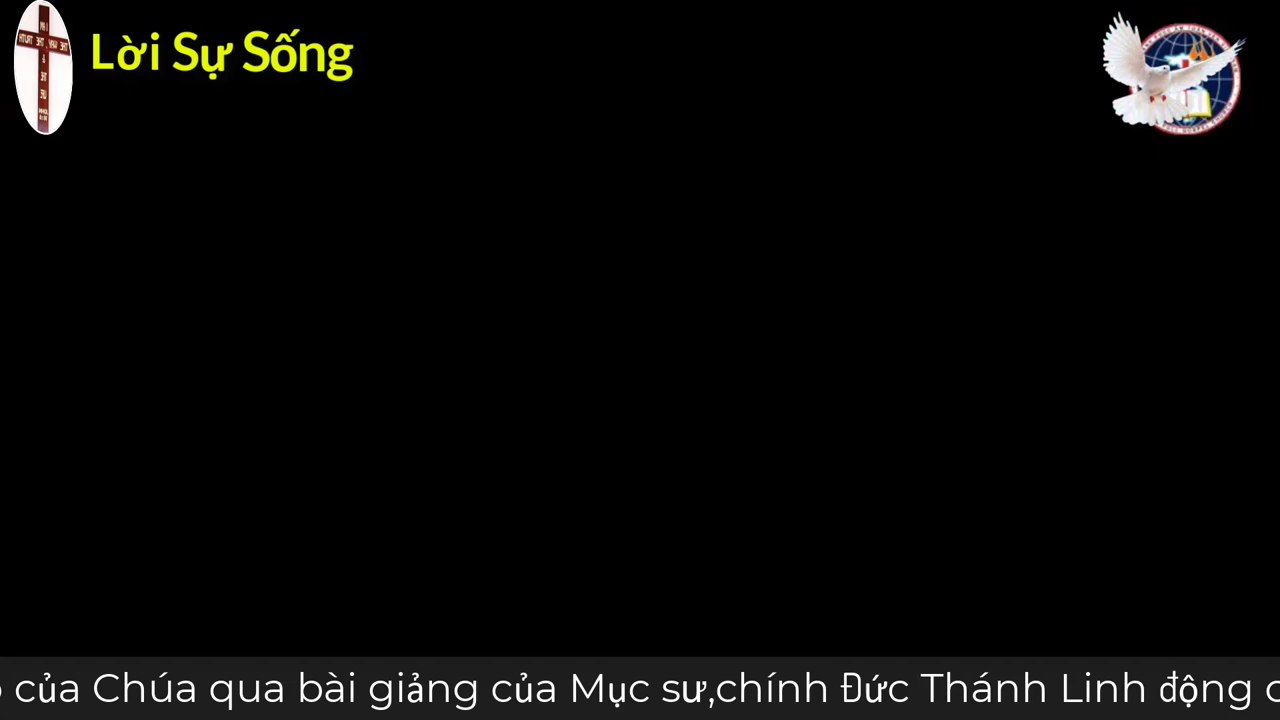 Lời Sự Sống
của Chúa qua bài giảng của Mục sư,chính Đức Thánh Linh động